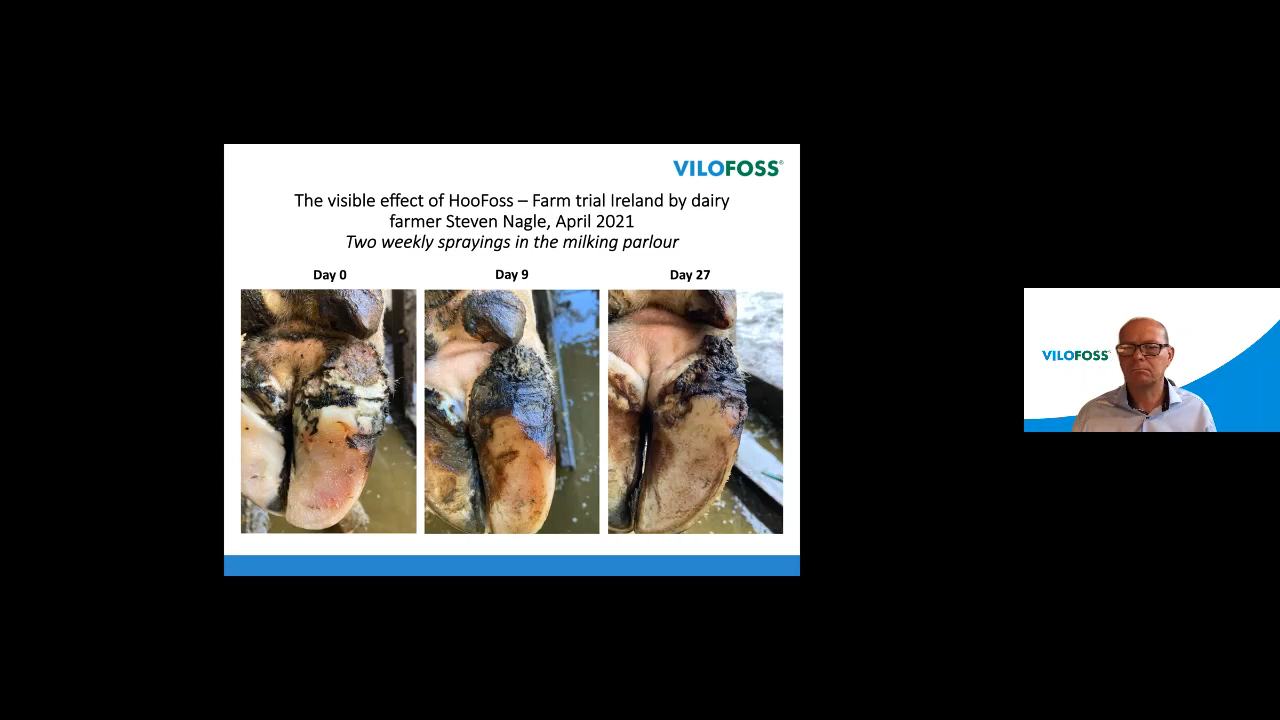 VILOFOSS®
The visible effect of HooFoss – Farm trial Ireland by dairy
farmer Steven Nagle, April 2021
Two weekly sprayings in the milking parlour
Day 0
Day 9
Day 27
VILOFOSS